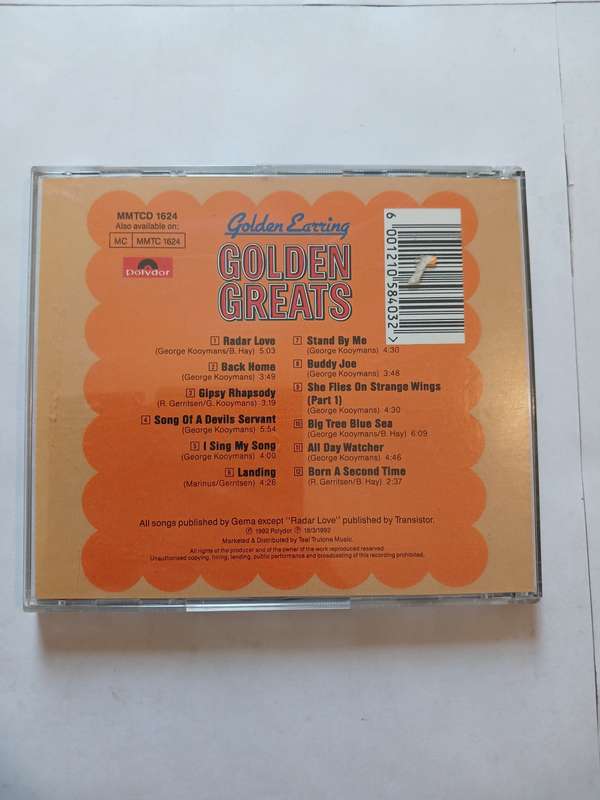 MMTCD 1624
Also available on:
MC MMTC 1624
polydor
Golden Earring
GOLDEN
GREATS
6 001210 584032 >
1 Radar Love
(George Kooymans/B. Hay) 5:03
2 Back Home
(George Kooymans) 3:49
3 Gipsy Rhapsody
(R. Gerritsen/G. Kooymans) 3:19
4 Song Of A Devils Servant
(George Kooymans) 5:54
5 I Sing My Song
(George Kooymans) 4:00
6 Landing
(Marinus/Gerritsen) 4:26
7 Stand By Me
(George Kooymans) 4:30
8 Buddy Joe
(George Kooymans) 3:48
9 She Flies On Strange Wings
(Part 1)
(George Kooymans) 4:30
10 Big Tree Blue Sea
(George Kooymans/B. Hay) 6:09
11 All Day Watcher
(George Kooymans) 4:46
12 Born A Second Time
(R. Gerritsen/B. Hay) 2:37
All songs published by Gema except "Radar Love" published by Transistor.
Ⓟ 1992 Polydor Ⓟ 18/3/1992
Marketed & Distributed by Teal Trutone Music.
All rights of the producer and of the owner of the work reproduced reserved.
Unauthorised copying, hiring, lending, public performance and broadcasting of this recording prohibited.